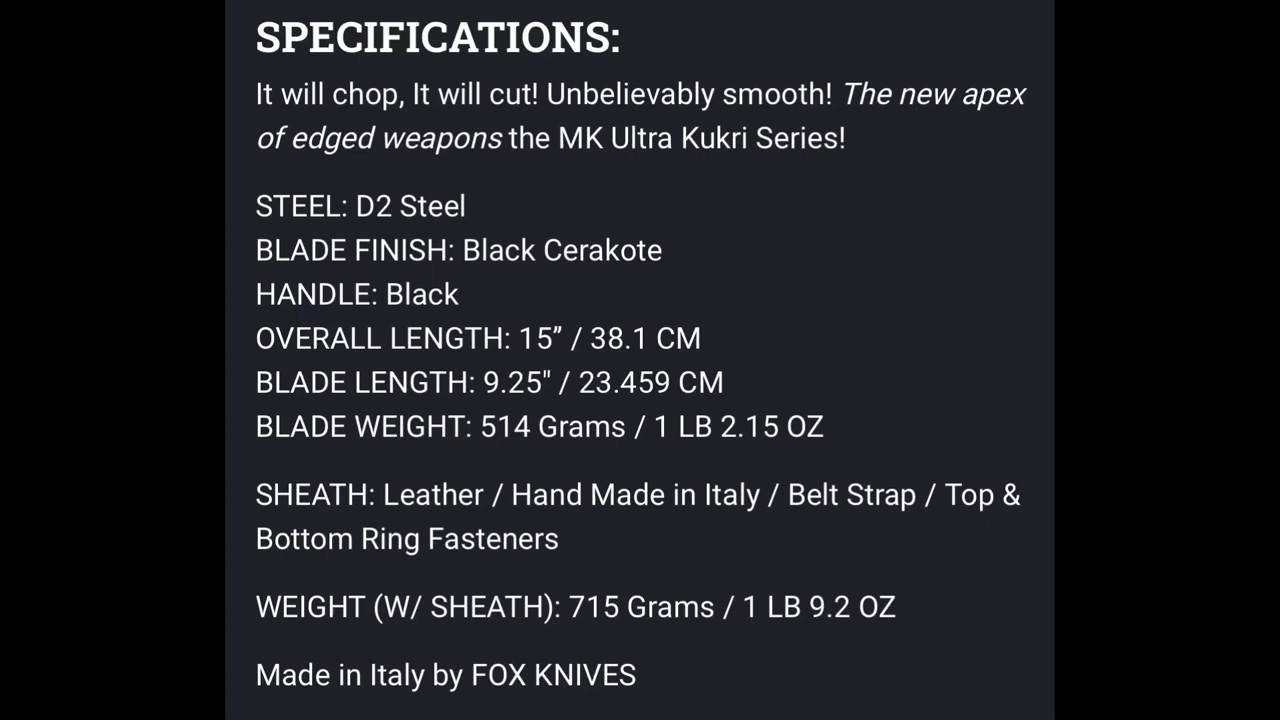 SPECIFICATIONS:
It will chop, It will cut! Unbelievably smooth! The new apex
of edged weapons the MK Ultra Kukri Series!
STEEL: D2 Steel
BLADE FINISH: Black Cerakote
HANDLE: Black
OVERALL LENGTH: 15” / 38.1 CM
BLADE LENGTH: 9.25" / 23.459 CM
BLADE WEIGHT: 514 Grams / 1 LB 2.15 OZ
SHEATH: Leather / Hand Made in Italy / Belt Strap / Top &
Bottom Ring Fasteners
WEIGHT (W/ SHEATH): 715 Grams / 1 LB 9.2 OZ
Made in Italy by FOX KNIVES